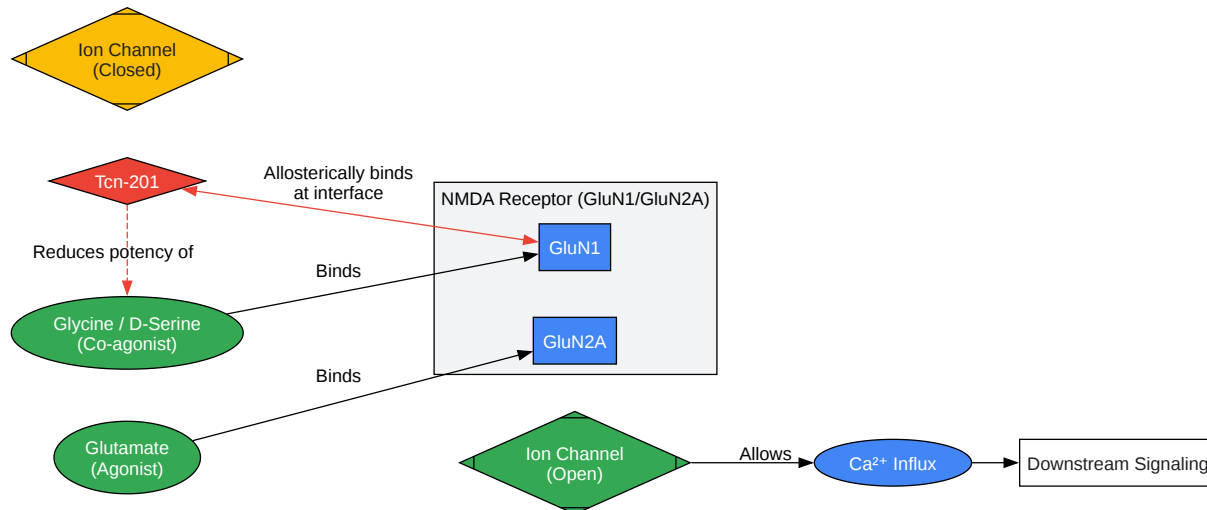 Ion Channel
(Closed)
Tcn-201
Allosterically binds
at interface
NMDA Receptor (GluN1/GluN2A)
GluN1
Reduces potency of
Binds
Glycine / D-Serine
(Co-agonist)
GluN2A
Binds
Glutamate
(Agonist)
Ion Channel
(Open)
Allows
Ca²⁺ Influx
Downstream Signaling